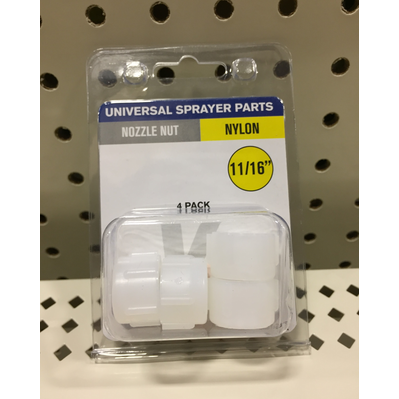 UNIVERSAL SPRAYER PARTS
NOZZLE NUT NYLON
11/16”
4 PACK